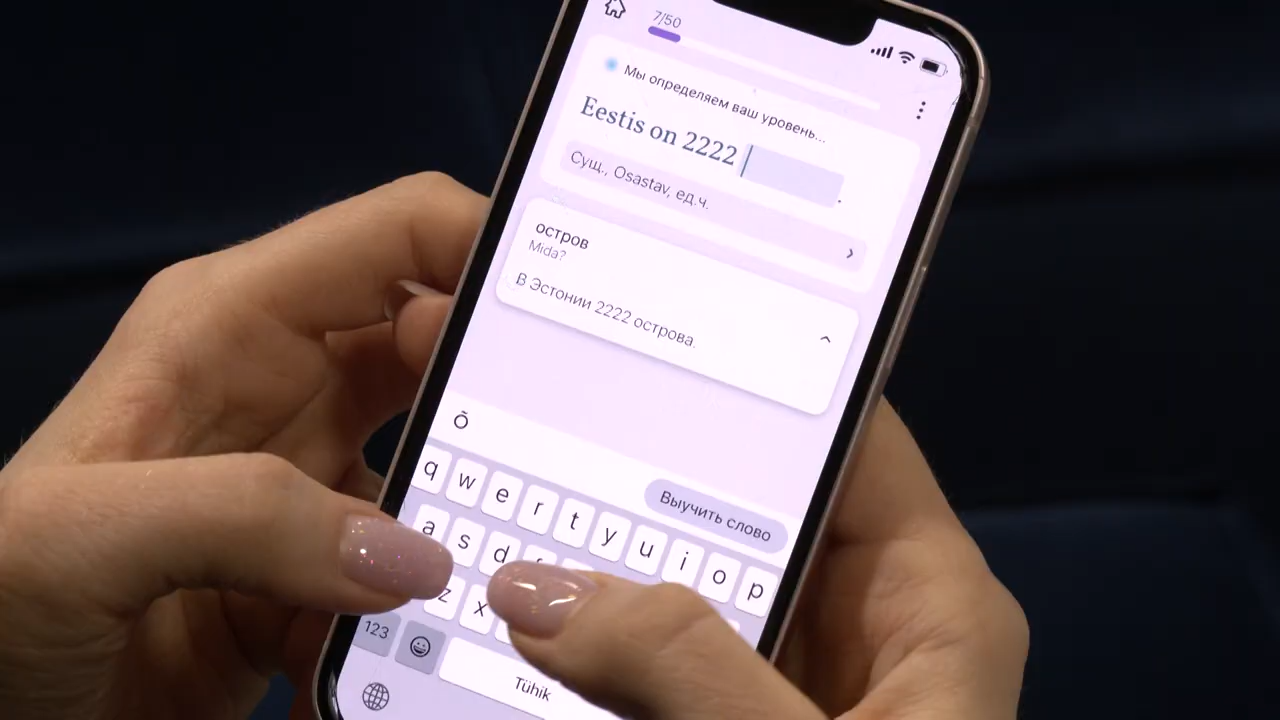 7/50
Мы определяем ваш уровень...
Eestis on 2222 .
Сущ., Osastav, ед.ч.
остров
Mida?
В Эстонии 2222 острова.
Õ
Выучить слово
q w e r t y u i o p
a s d
z x
123
Tühik